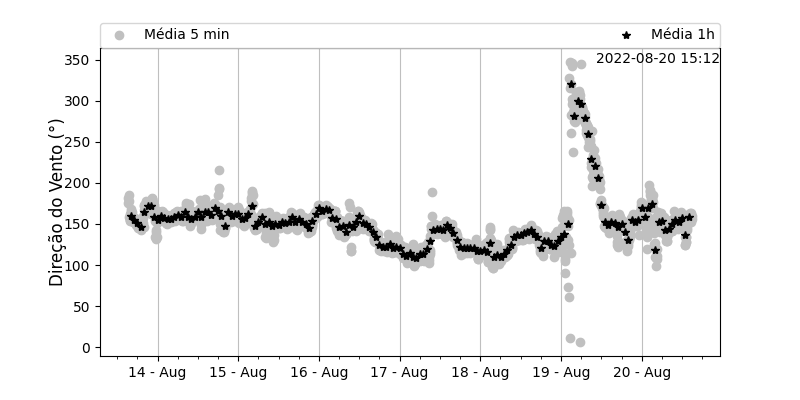 Média 5 min
Média 1h
2022-08-20 15:12
Direção do Vento (°)
350
300
250
200
150
100
50
0
14 - Aug
15 - Aug
16 - Aug
17 - Aug
18 - Aug
19 - Aug
20 - Aug